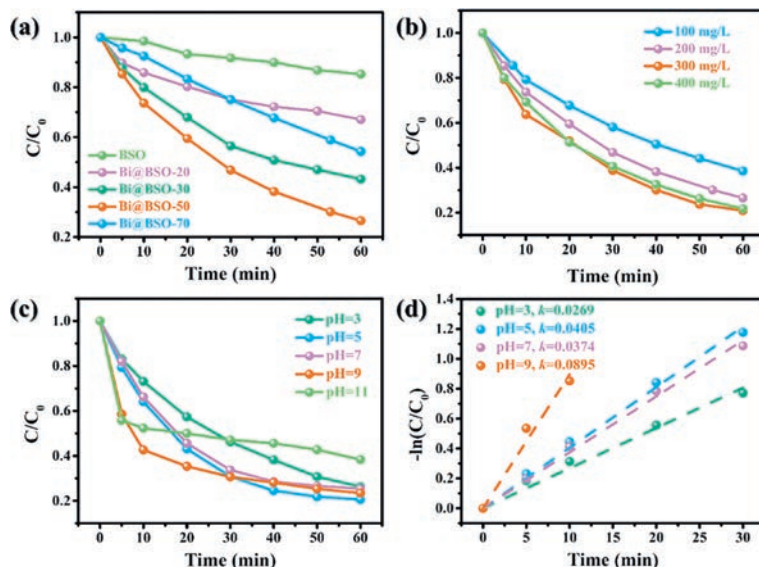 (a)
C/C0
1.0
0.8
0.6
0.4
0.2
BSO
Bi@BSO-20
Bi@BSO-30
Bi@BSO-50
Bi@BSO-70
0 10 20 30 40 50 60
Time (min)
(b)
C/C0
1.0
0.8
0.6
0.4
0.2
100 mg/L
200 mg/L
300 mg/L
400 mg/L
0 10 20 30 40 50 60
Time (min)
(c)
C/C0
1.0
0.8
0.6
0.4
0.2
pH=3
pH=5
pH=7
pH=9
pH=11
0 10 20 30 40 50 60
Time (min)
(d)
-ln(C/C0)
1.4
1.2
1.0
0.8
0.6
0.4
0.2
0.0
pH=3, k=0.0269
pH=5, k=0.0405
pH=7, k=0.0374
pH=9, k=0.0895
0 5 10 20 30
Time (min)